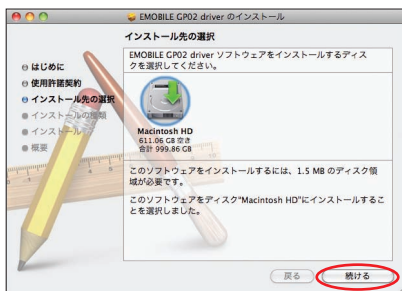 EMOBILE GP02 driver のインストール
インストール先の選択
はじめに
使用許諾契約
インストール先の選択
インストールの種類
インストール
概要
EMOBILE GP02 driver ソフトウェアをインストールするディス
クを選択してください。
Macintosh HD
611.06 GB 空き
合計 999.86 GB
このソフトウェアをインストールするには、1.5 MB のディスク領
域が必要です。
このソフトウェアをディスク"Macintosh HD"にインストールするこ
とを選択しました。
戻る
続ける